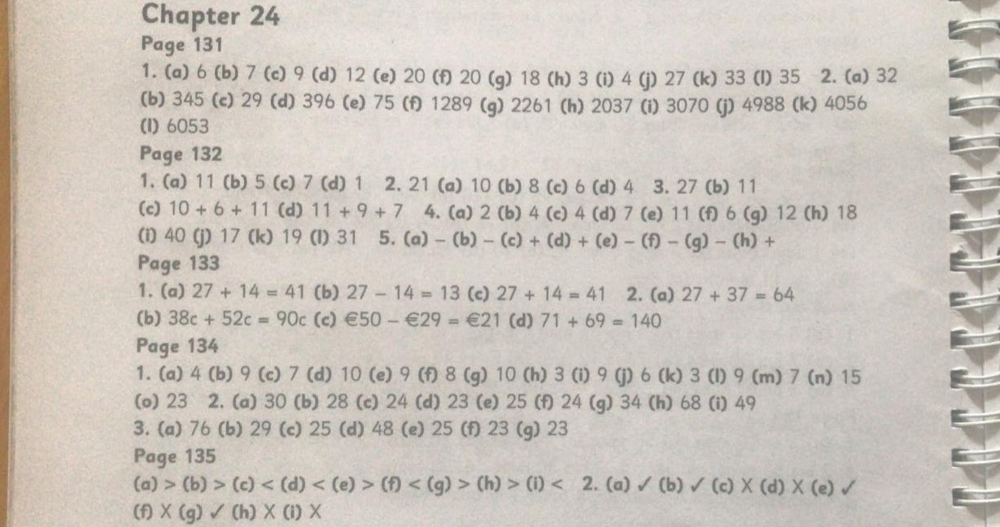 Chapter 24
Page 131
1. (a) 6 (b) 7 (c) 9 (d) 12 (e) 20 (f) 20 (g) 18 (h) 3 (i) 4 (j) 27 (k) 33 (l) 35 2. (a) 32
(b) 345 (c) 29 (d) 396 (e) 75 (f) 1289 (g) 2261 (h) 2037 (i) 3070 (j) 4988 (k) 4056
(l) 6053
Page 132
1. (a) 11 (b) 5 (c) 7 (d) 1 2. 21 (a) 10 (b) 8 (c) 6 (d) 4 3. 27 (b) 11
(c) 10 + 6 + 11 (d) 11 + 9 + 7 4. (a) 2 (b) 4 (c) 4 (d) 7 (e) 11 (f) 6 (g) 12 (h) 18
(i) 40 (j) 17 (k) 19 (l) 31 5. (a) – (b) – (c) + (d) + (e) – (f) – (g) – (h) +
Page 133
1. (a) 27 + 14 = 41 (b) 27 – 14 = 13 (c) 27 + 14 = 41 2. (a) 27 + 37 = 64
(b) 38c + 52c = 90c (c) €50 – €29 = €21 (d) 71 + 69 = 140
Page 134
1. (a) 4 (b) 9 (c) 7 (d) 10 (e) 9 (f) 8 (g) 10 (h) 3 (i) 9 (j) 6 (k) 3 (l) 9 (m) 7 (n) 15
(o) 23 2. (a) 30 (b) 28 (c) 24 (d) 23 (e) 25 (f) 24 (g) 34 (h) 68 (i) 49
3. (a) 76 (b) 29 (c) 25 (d) 48 (e) 25 (f) 23 (g) 23
Page 135
(a) > (b) > (c) < (d) < (e) > (f) < (g) > (h) > (i) < 2. (a) ✓ (b) ✓ (c) X (d) X (e) ✓
(f) X (g) ✓ (h) X (i) X